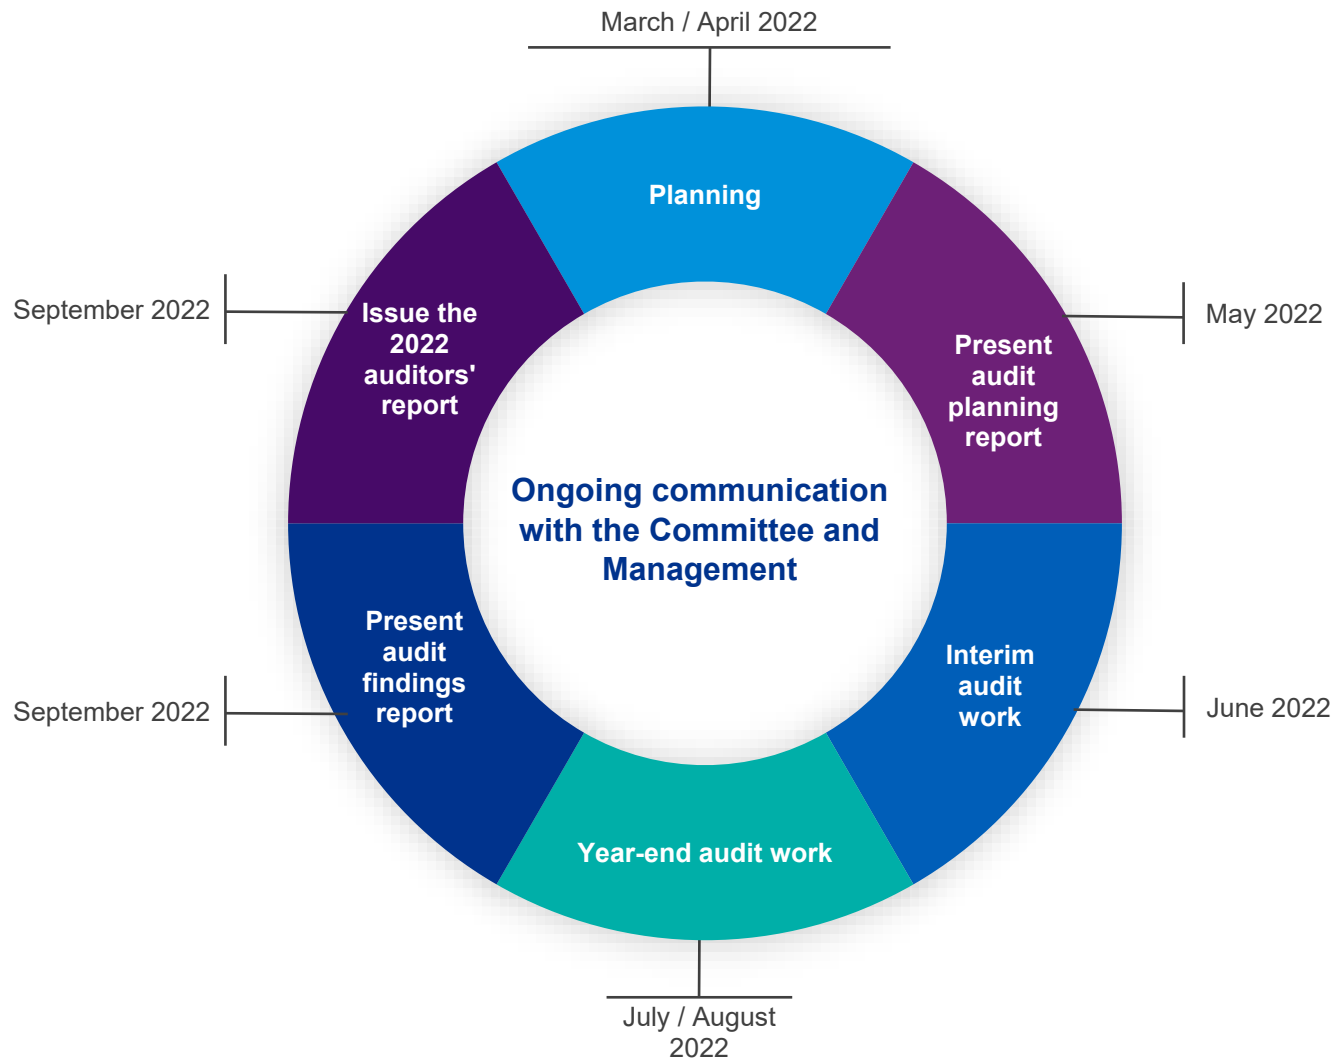 March / April 2022
Planning
May 2022
Present
audit
planning
report
June 2022
Interim
audit
work
July / August
2022
Year-end audit work
September 2022
Present
audit
findings
report
September 2022
Issue the
2022
auditors'
report
Ongoing communication
with the Committee and
Management